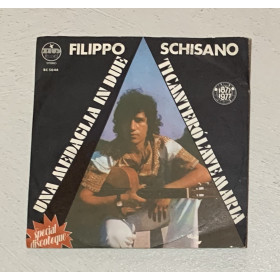 FILIPPO SCHISANO
UNA MEDAGLIA IN DUE
TI CANTERÒ L'AVE MARIA
1877
1977
special
discoteque